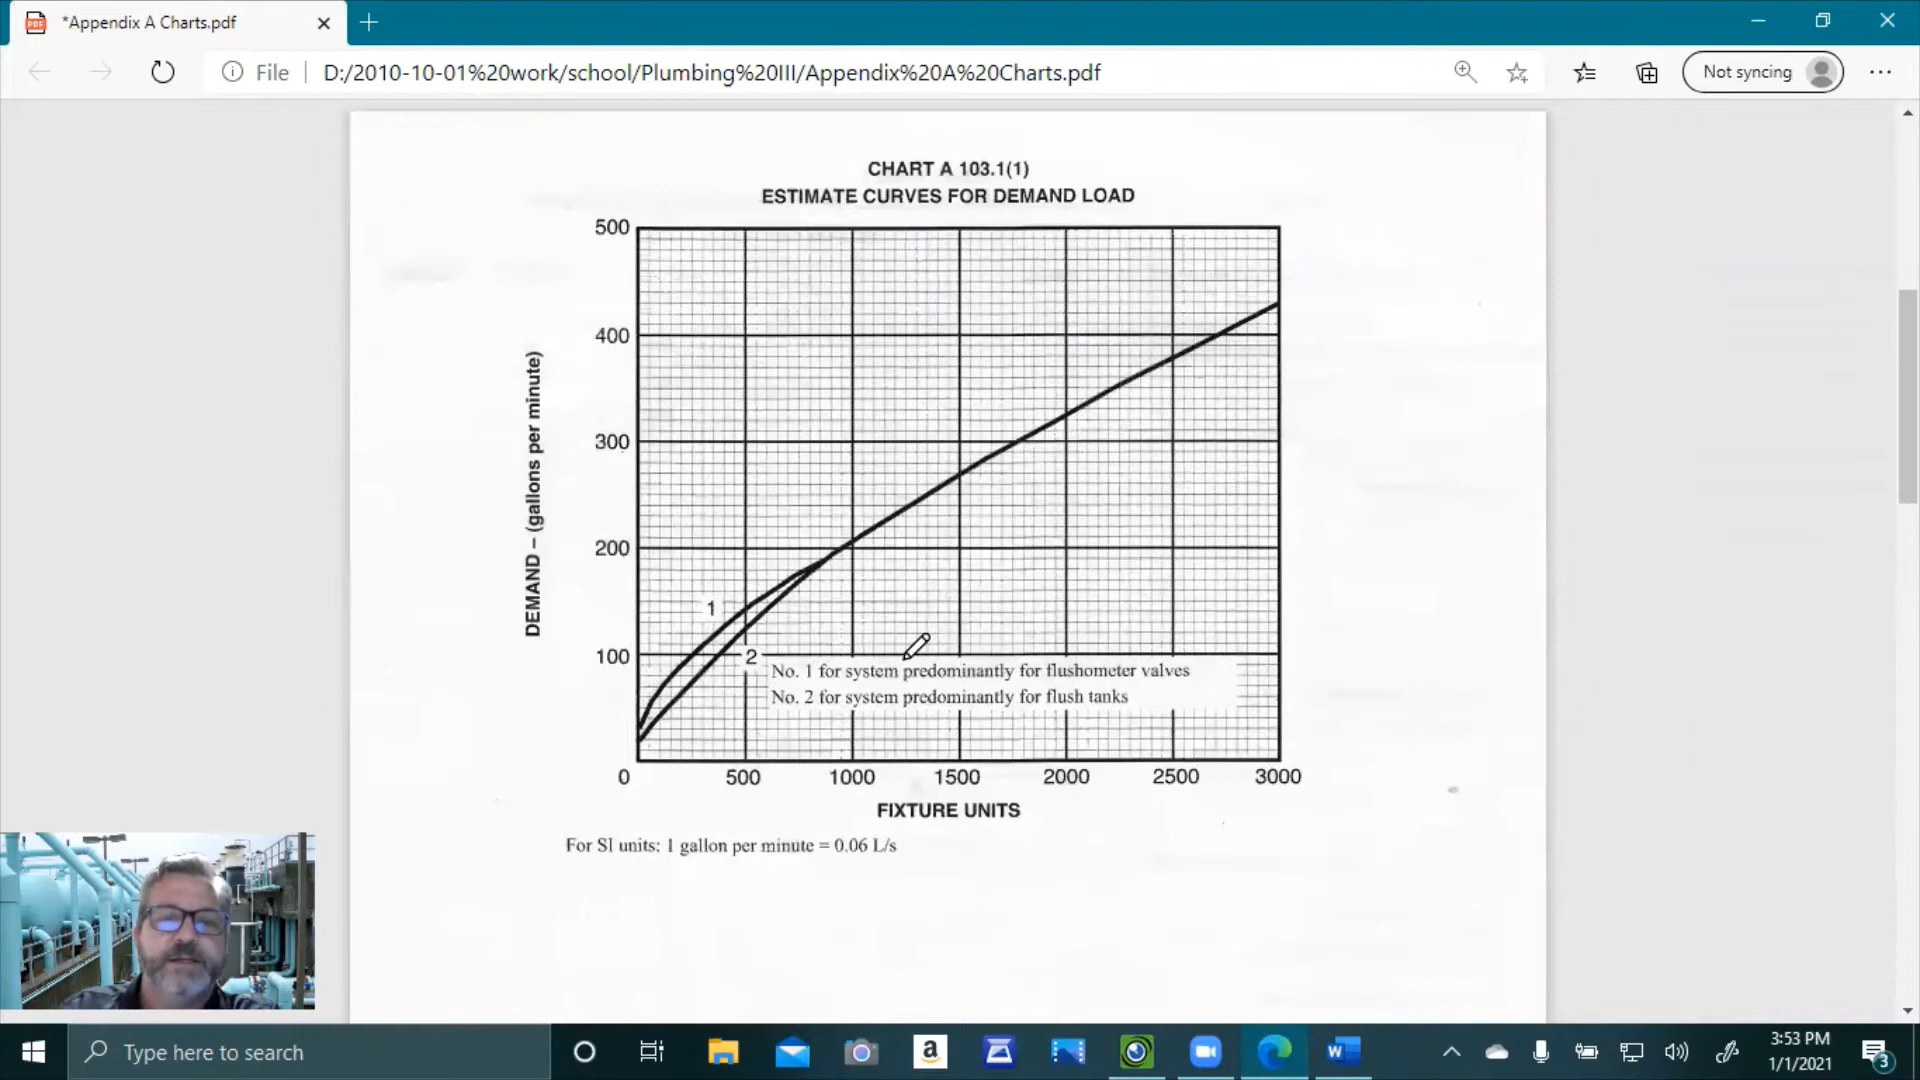 *Appendix A Charts.pdf
File
D:/2010-10-01%20work/school/Plumbing%20III/Appendix%20A%20Charts.pdf
Not syncing
CHART A 103.1(1)
ESTIMATE CURVES FOR DEMAND LOAD
500
400
300
200
100
DEMAND – (gallons per minute)
1
2
No. 1 for system predominantly for flushometer valves
No. 2 for system predominantly for flush tanks
0 500 1000 1500 2000 2500 3000
FIXTURE UNITS
For SI units: 1 gallon per minute = 0.06 L/s
Type here to search
3:53 PM
1/1/2021
3